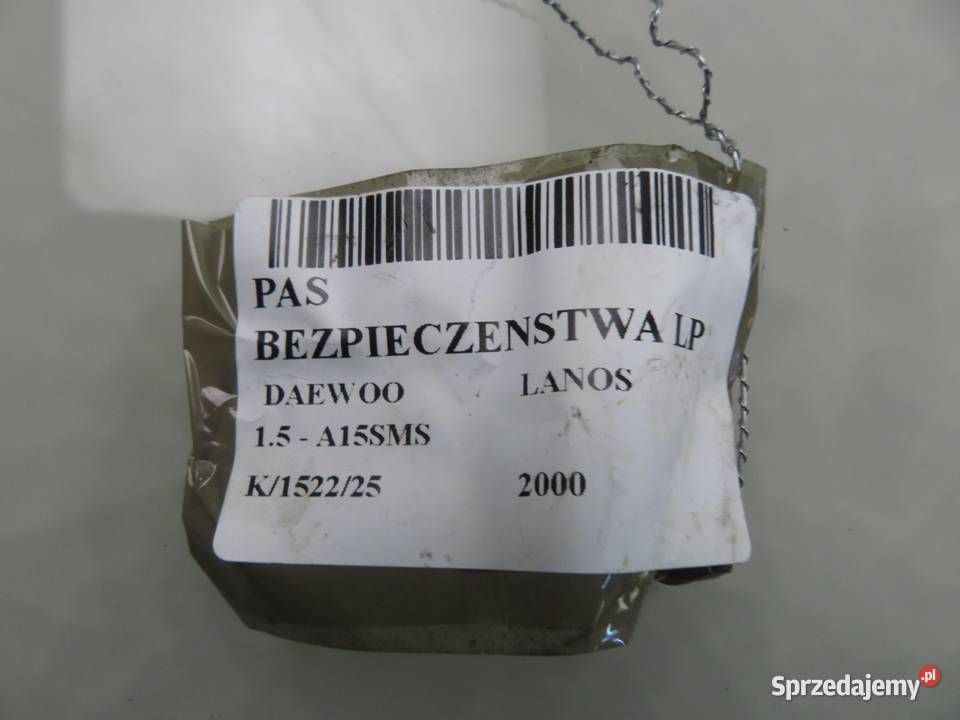 PAS
BEZPIECZENSTWA LP
DAEWOO LANOS
1.5 - A15SMS
K/1522/25 2000
Sprzedajemy.pl